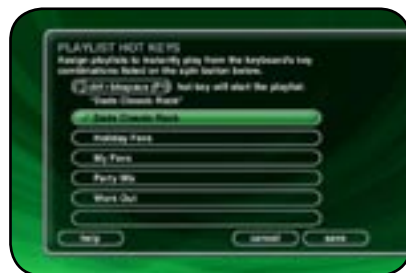 PLAYLIST HOT KEYS
Assign playlists to instantly play from the keyboard's key
combinations listed on the spin button below.
hot key will start the playlist:
"Dads Classic Rock"
✓ Dads Classic Rock
Holiday Favs
My Favs
Party Mix
Work Out
help cancel save